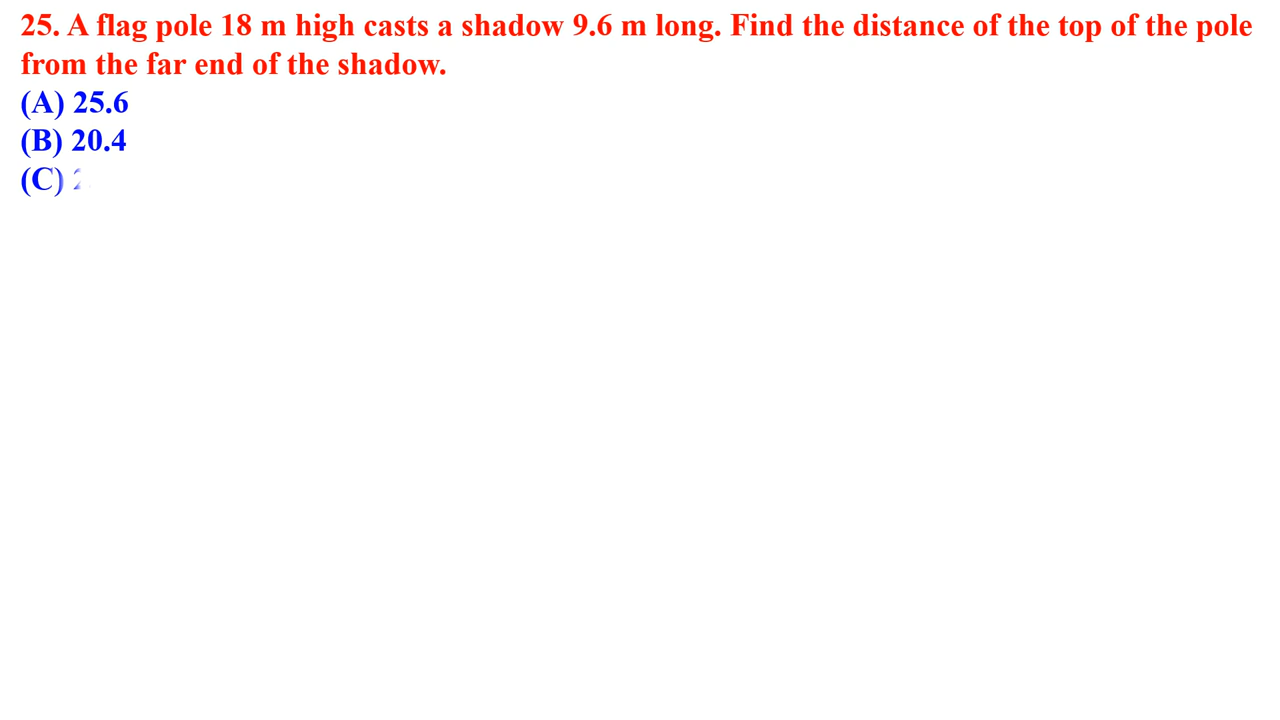 25. A flag pole 18 m high casts a shadow 9.6 m long. Find the distance of the top of the pole
from the far end of the shadow.
(A) 25.6
(B) 20.4
(C)